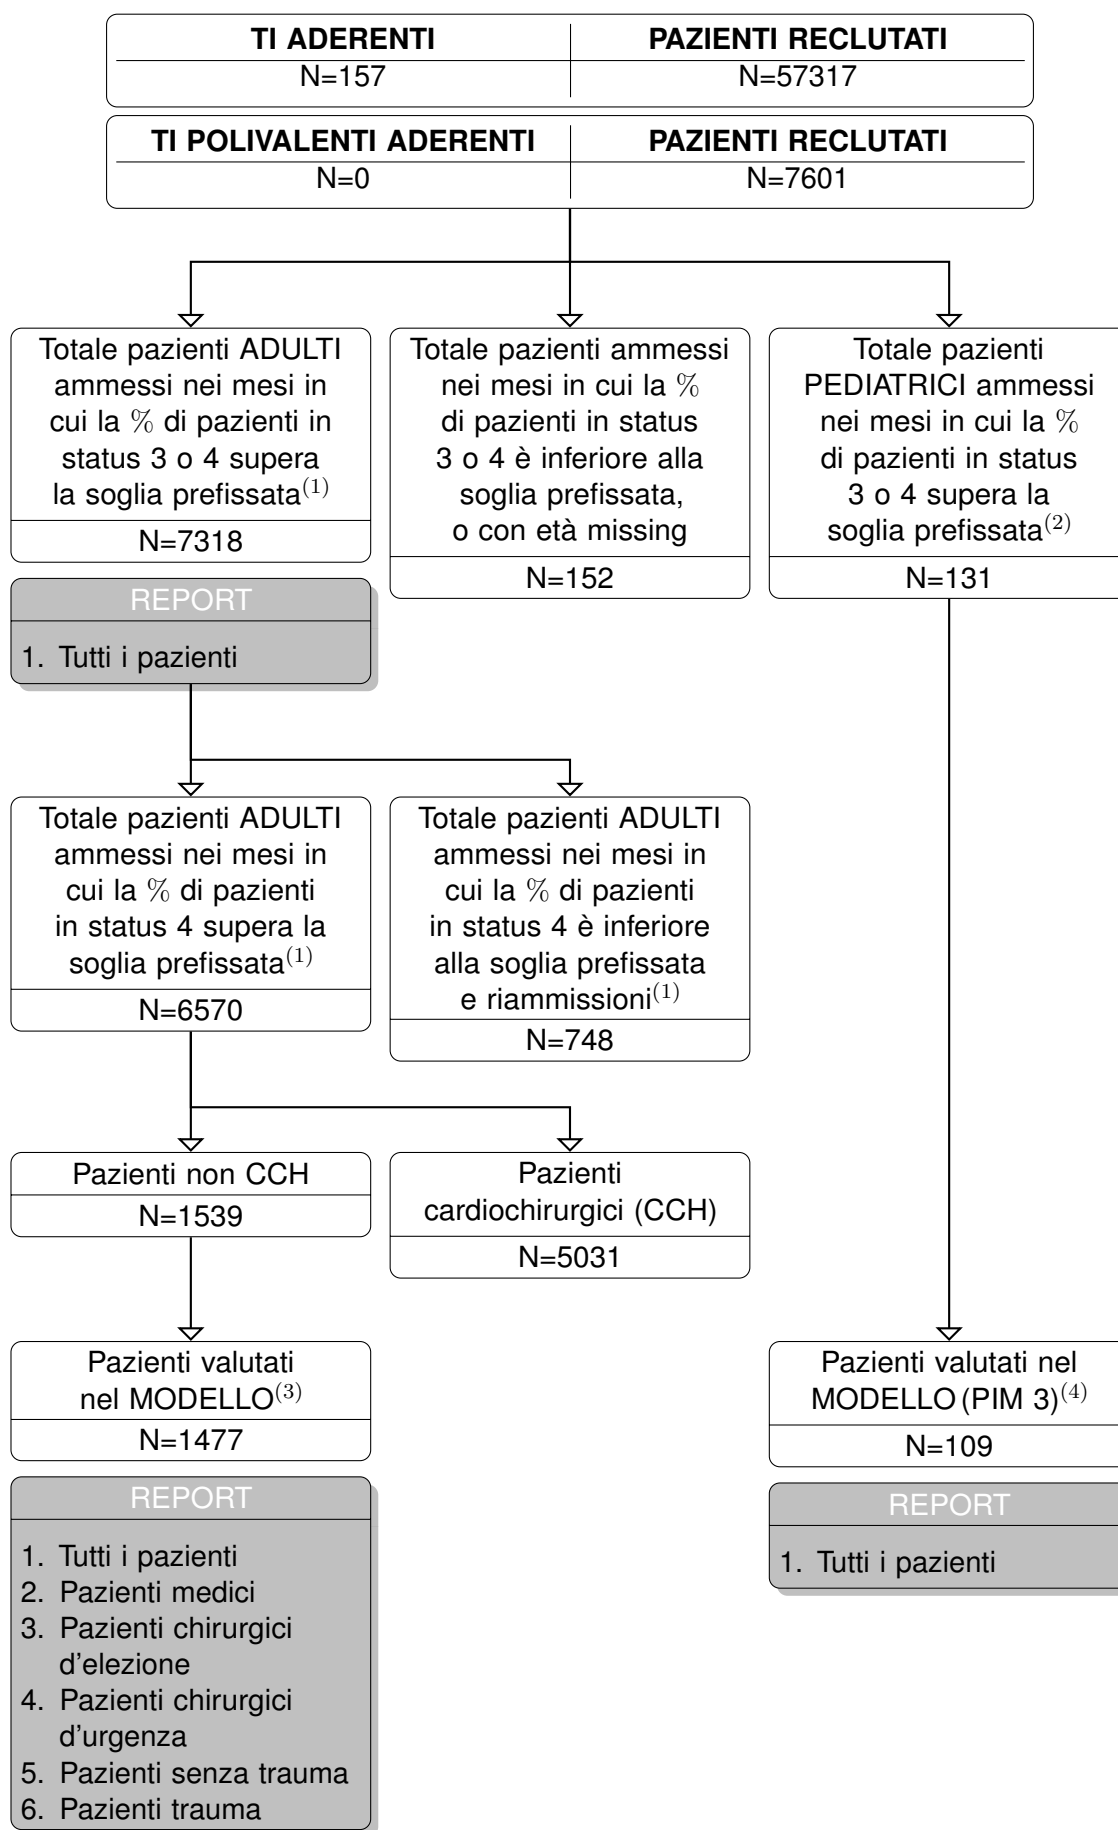 TI ADERENTI PAZIENTI RECLUTATI
N=157 N=57317
TI POLIVALENTI ADERENTI PAZIENTI RECLUTATI
N=0 N=7601
Totale pazienti ADULTI
ammessi nei mesi in
cui la % di pazienti in
status 3 o 4 supera
la soglia prefissata(1)
N=7318
REPORT
1. Tutti i pazienti
Totale pazienti ammessi
nei mesi in cui la %
di pazienti in status
3 o 4 è inferiore alla
soglia prefissata,
o con età missing
N=152
Totale pazienti
PEDIATRICI ammessi
nei mesi in cui la %
di pazienti in status
3 o 4 supera la
soglia prefissata(2)
N=131
Totale pazienti ADULTI
ammessi nei mesi in
cui la % di pazienti
in status 4 supera la
soglia prefissata(1)
N=6570
Totale pazienti ADULTI
ammessi nei mesi in
cui la % di pazienti
in status 4 è inferiore
alla soglia prefissata
e riammissioni(1)
N=748
Pazienti non CCH
N=1539
Pazienti
cardiochirurgici (CCH)
N=5031
Pazienti valutati
nel MODELLO(3)
N=1477
REPORT
1. Tutti i pazienti
2. Pazienti medici
3. Pazienti chirurgici
d'elezione
4. Pazienti chirurgici
d'urgenza
5. Pazienti senza trauma
6. Pazienti trauma
Pazienti valutati nel
MODELLO (PIM 3)(4)
N=109
REPORT
1. Tutti i pazienti